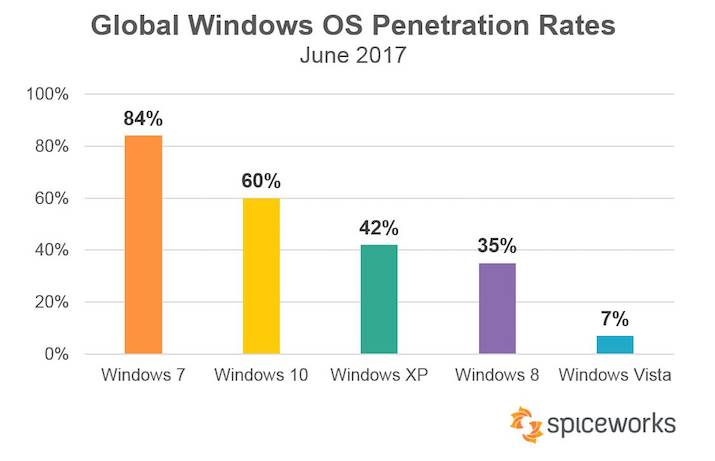 Global Windows OS Penetration Rates
June 2017
100%
84%
80%
60%
60%
42%
40%
35%
20%
7%
0%
Windows 7 Windows 10 Windows XP Windows 8 Windows Vista
spiceworks